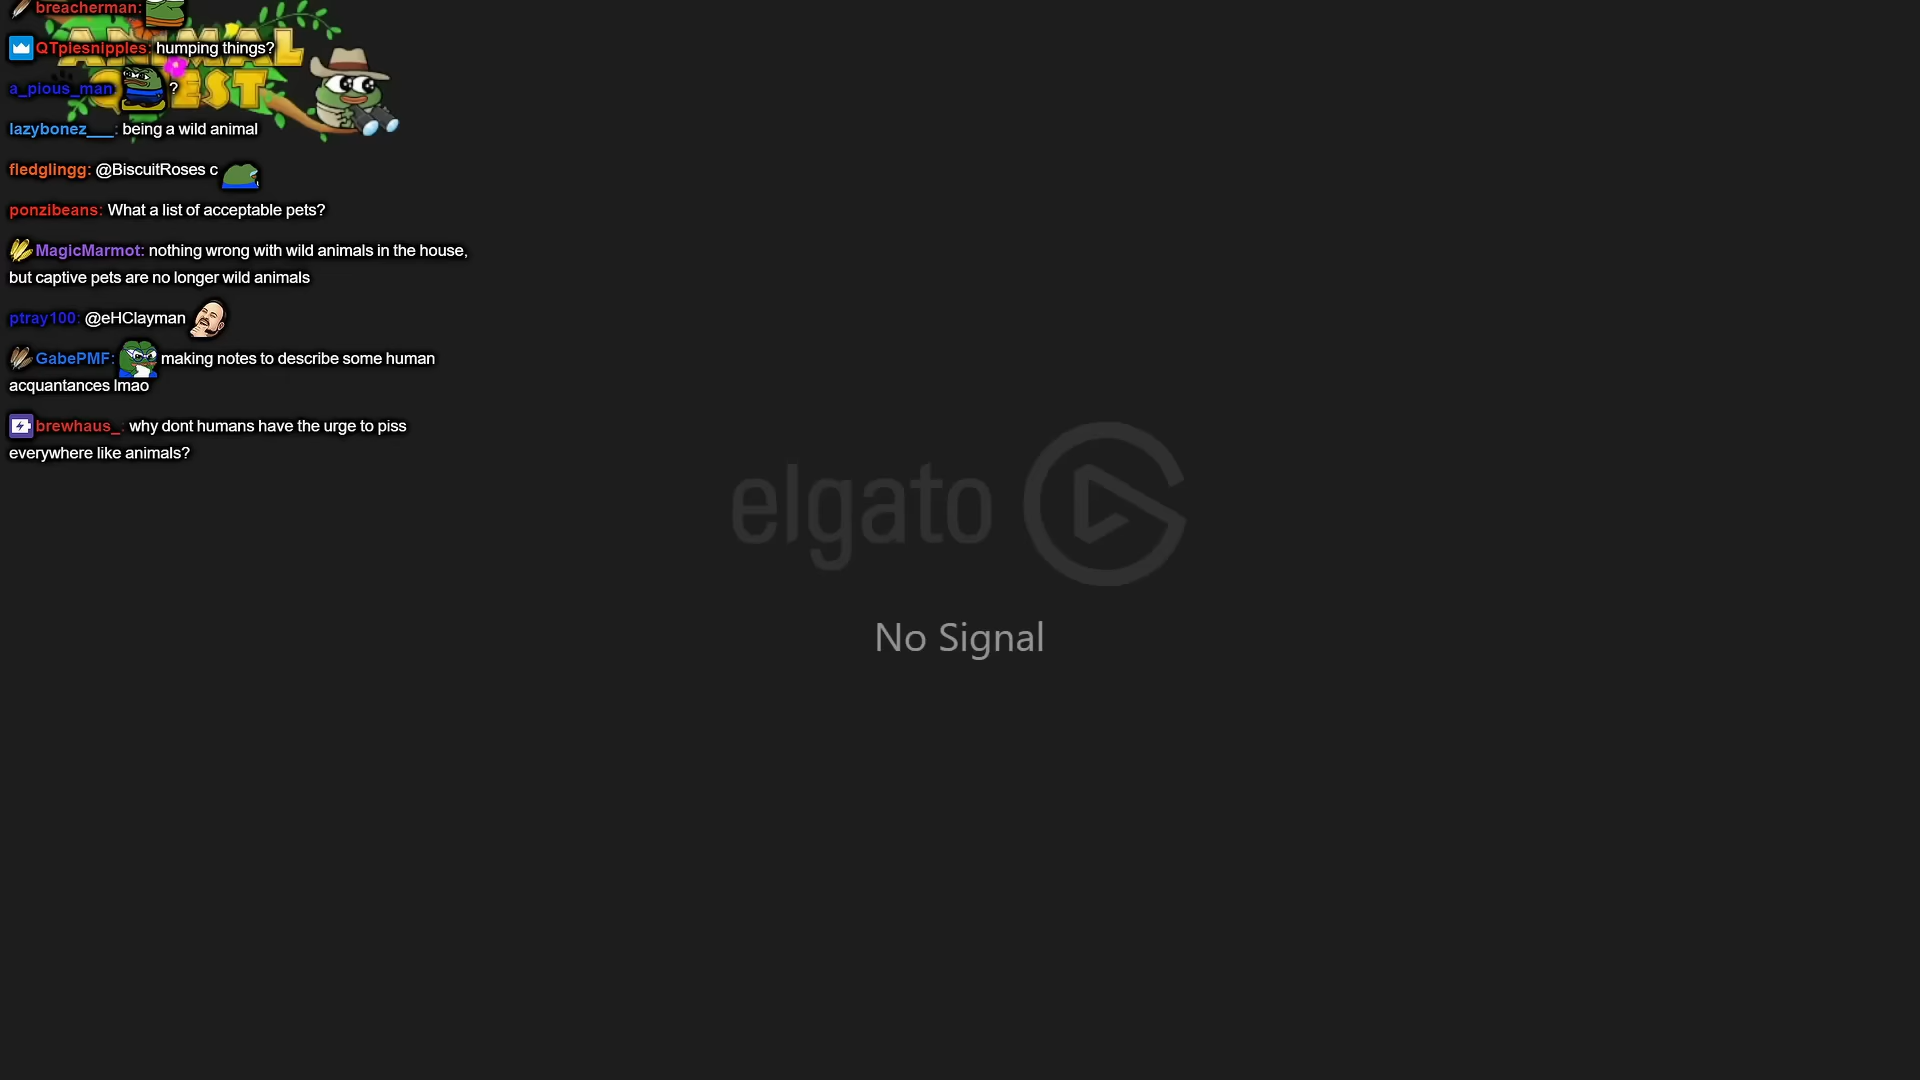 breacherman:
ANIMAL
QUEST
QTpiesnipples: humping things?
a_pious_man ?
lazybonez___: being a wild animal
fledglingg: @BiscuitRoses c
ponzibeans: What a list of acceptable pets?
MagicMarmot: nothing wrong with wild animals in the house,
but captive pets are no longer wild animals
ptray100: @eHClayman
GabePMF: making notes to describe some human
acquantances lmao
brewhaus_: why dont humans have the urge to piss
everywhere like animals?
elgato
No Signal